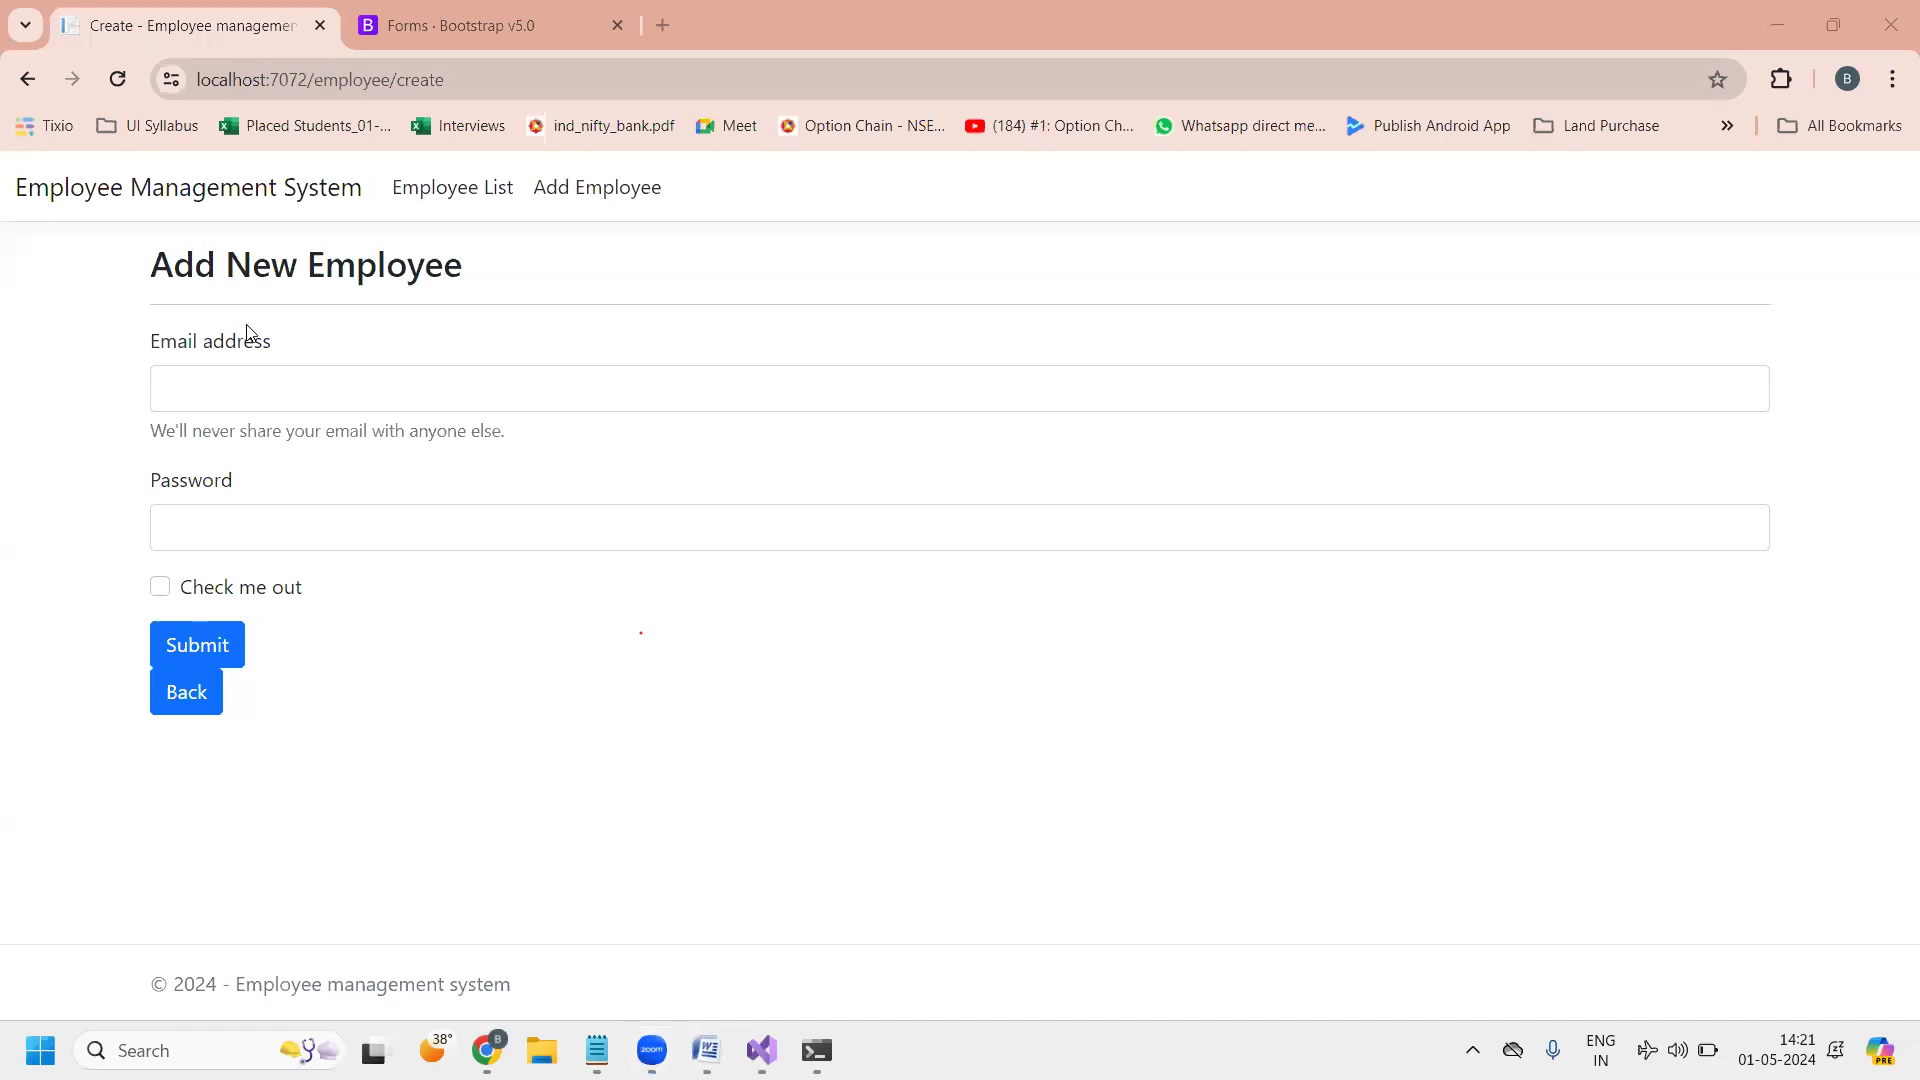 Create - Employee managemen
Forms · Bootstrap v5.0
localhost:7072/employee/create
B
Tixio
UI Syllabus
Placed Students_01-...
Interviews
ind_nifty_bank.pdf
Meet
Option Chain - NSE...
(184) #1: Option Ch...
Whatsapp direct me...
Publish Android App
Land Purchase
All Bookmarks
Employee Management System
Employee List
Add Employee
Add New Employee
Email address
We'll never share your email with anyone else.
Password
Check me out
Submit
Back
© 2024 - Employee management system
Search
38°
B
zoom
ENG
IN
14:21
01-05-2024
PRE